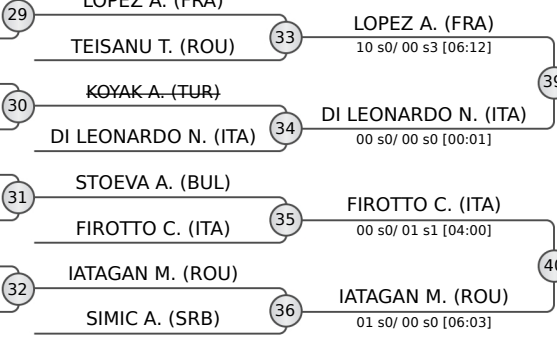 LOPEZ A. (FRA)
29
TEISANU T. (ROU)
33
LOPEZ A. (FRA)
10 s0/ 00 s3 [06:12]
39
KOYAK A. (TUR)
30
DI LEONARDO N. (ITA)
34
DI LEONARDO N. (ITA)
00 s0/ 00 s0 [00:01]
STOEVA A. (BUL)
31
FIROTTO C. (ITA)
35
FIROTTO C. (ITA)
00 s0/ 01 s1 [04:00]
40
IATAGAN M. (ROU)
32
SIMIC A. (SRB)
36
IATAGAN M. (ROU)
01 s0/ 00 s0 [06:03]